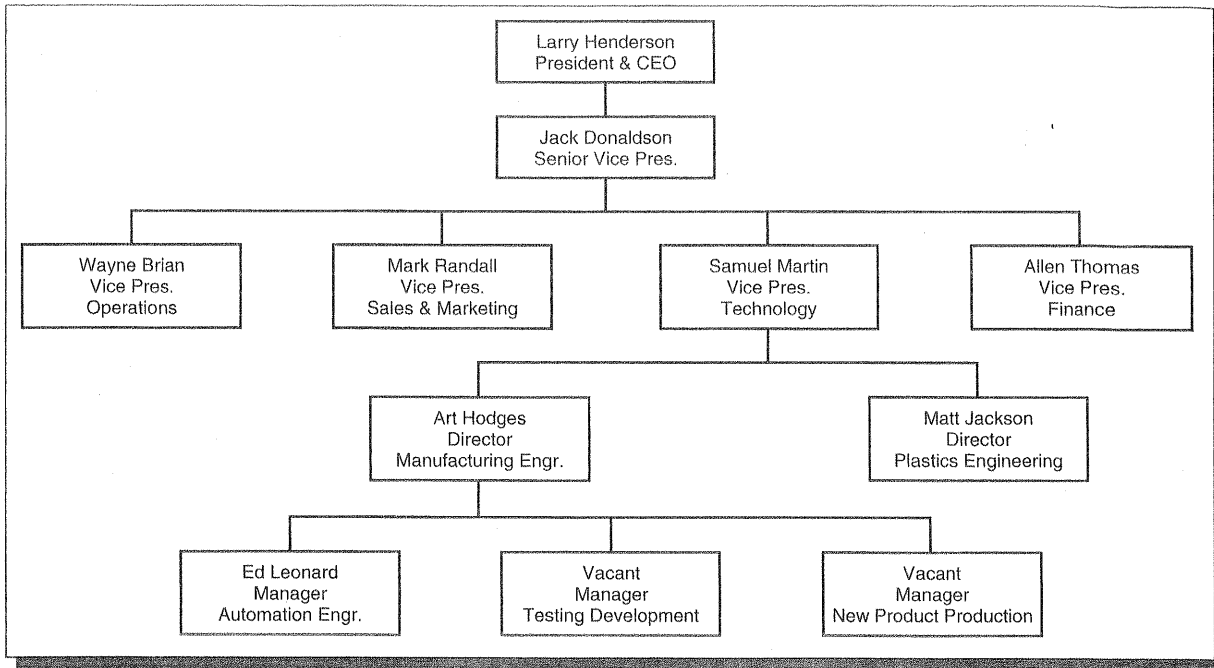 Larry Henderson
President & CEO
Jack Donaldson
Senior Vice Pres.
Wayne Brian
Vice Pres.
Operations
Mark Randall
Vice Pres.
Sales & Marketing
Samuel Martin
Vice Pres.
Technology
Allen Thomas
Vice Pres.
Finance
Art Hodges
Director
Manufacturing Engr.
Matt Jackson
Director
Plastics Engineering
Ed Leonard
Manager
Automation Engr.
Vacant
Manager
Testing Development
Vacant
Manager
New Product Production